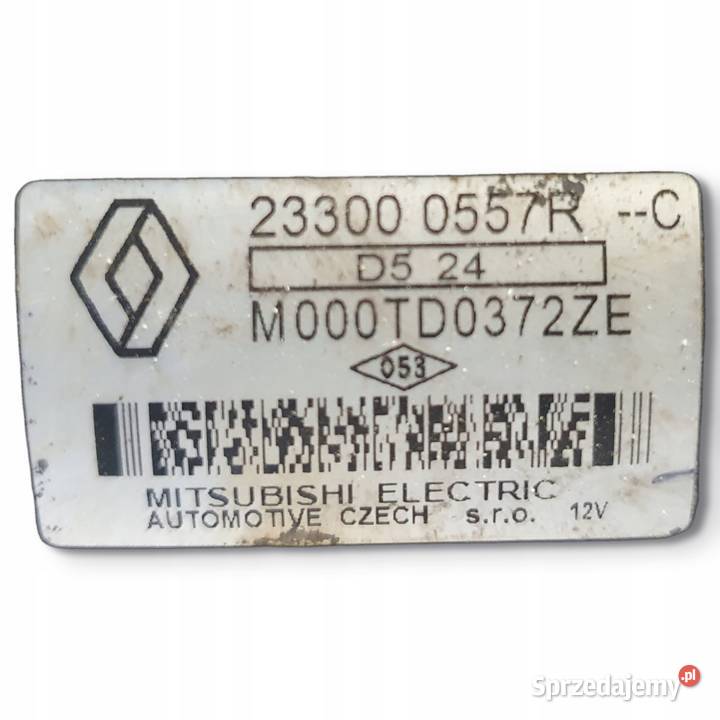 23300 0557R --C
D5 24
M000TD0372ZE
053
MITSUBISHI ELECTRIC
AUTOMOTIVE CZECH s.r.o. 12V
Sprzedajemy.pl